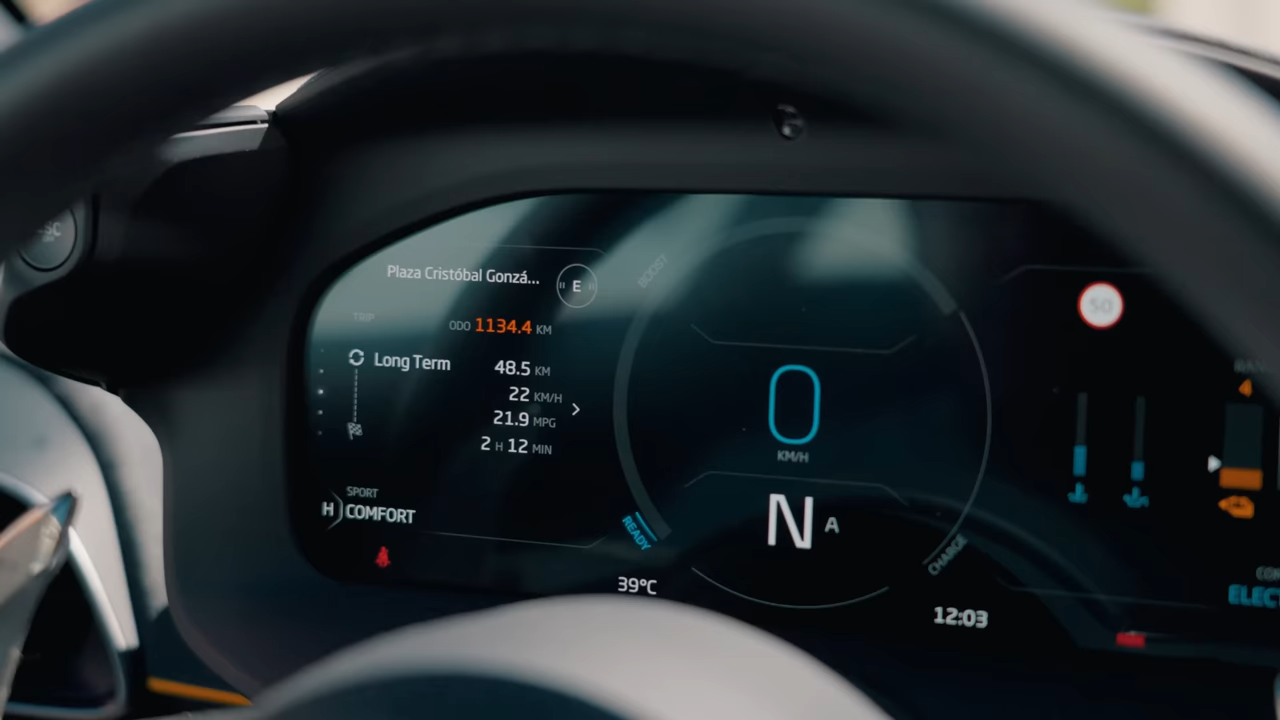 Plaza Cristóbal Gonzá...
E
TRIP
ODO 1134.4 KM
Long Term
48.5 KM
22 KM/H
21.9 MPG
2 H 12 MIN
SPORT
H COMFORT
BOOST
0
KM/H
N A
READY
CHARGE
39°C
12:03
50
4